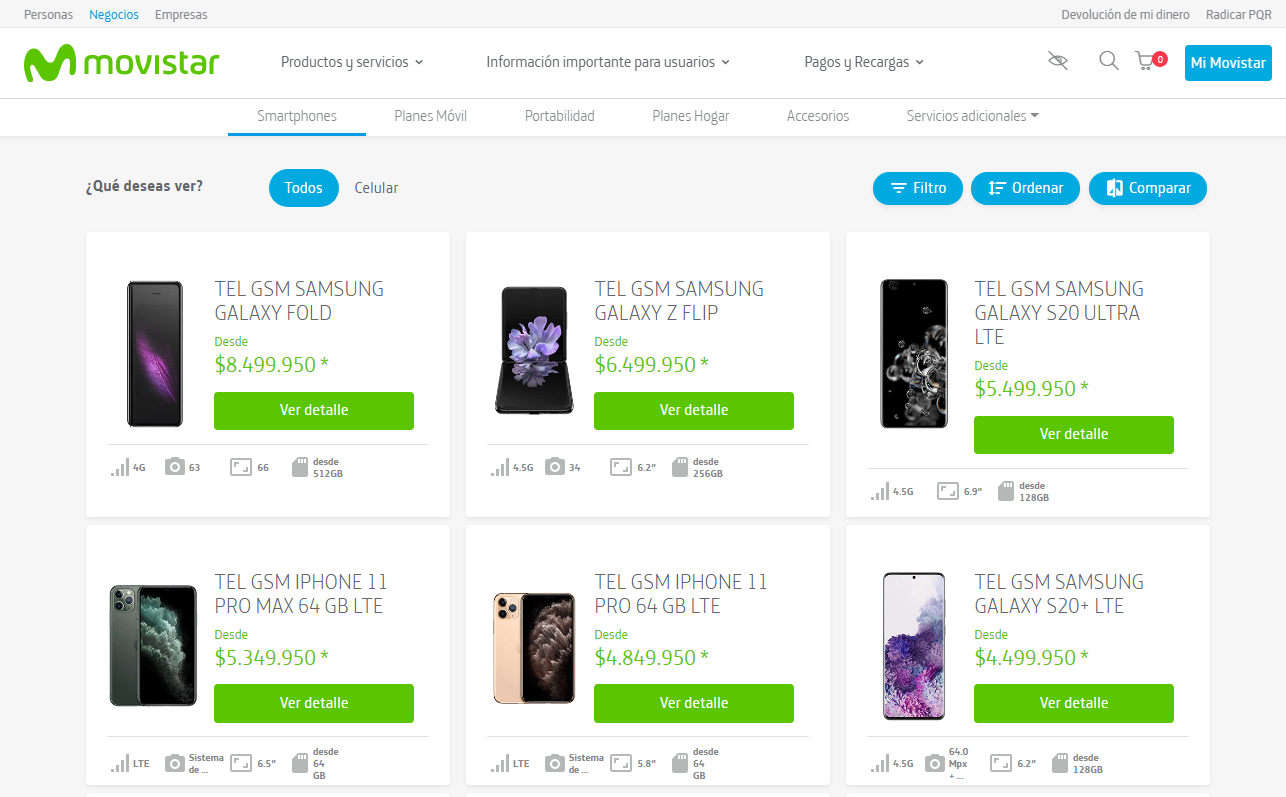 Personas Negocios Empresas Devolución de mi dinero Radicar PQR
movistar Productos y servicios Información importante para usuarios Pagos y Recargas 0 Mi Movistar
Smartphones Planes Móvil Portabilidad Planes Hogar Accesorios Servicios adicionales
¿Qué deseas ver? Todos Celular Filtro Ordenar Comparar
TEL GSM SAMSUNG
GALAXY FOLD
Desde
$8.499.950 *
Ver detalle
4G 63 66 desde
512GB
TEL GSM SAMSUNG
GALAXY Z FLIP
Desde
$6.499.950 *
Ver detalle
4.5G 34 6.2" desde
256GB
TEL GSM SAMSUNG
GALAXY S20 ULTRA
LTE
Desde
$5.499.950 *
Ver detalle
4.5G 6.9" desde
128GB
TEL GSM IPHONE 11
PRO MAX 64 GB LTE
Desde
$5.349.950 *
Ver detalle
LTE Sistema
de ... 6.5" desde
64
GB
TEL GSM IPHONE 11
PRO 64 GB LTE
Desde
$4.849.950 *
Ver detalle
LTE Sistema
de ... 5.8" desde
64
GB
TEL GSM SAMSUNG
GALAXY S20+ LTE
Desde
$4.499.950 *
Ver detalle
4.5G 64.0
Mpx
+ ... 6.2" desde
128GB